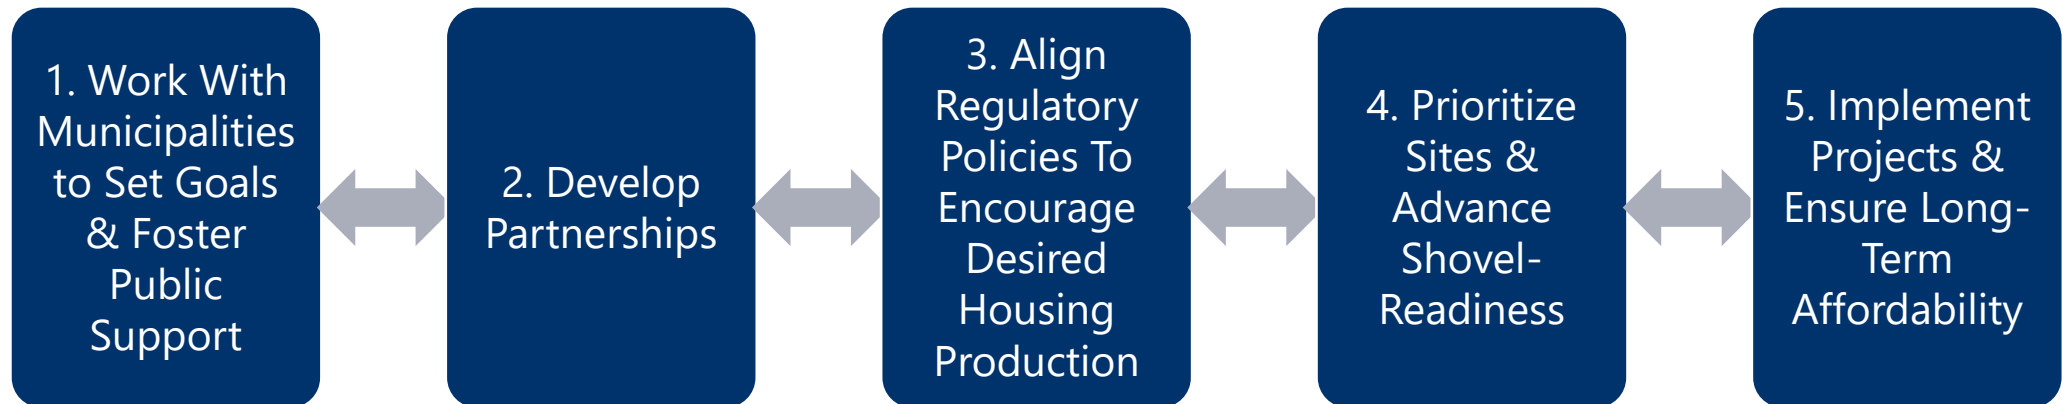 1. Work With
Municipalities
to Set Goals
& Foster
Public
Support
2. Develop
Partnerships
3. Align
Regulatory
Policies To
Encourage
Desired
Housing
Production
4. Prioritize
Sites &
Advance
Shovel-
Readiness
5. Implement
Projects &
Ensure Long-
Term
Affordability